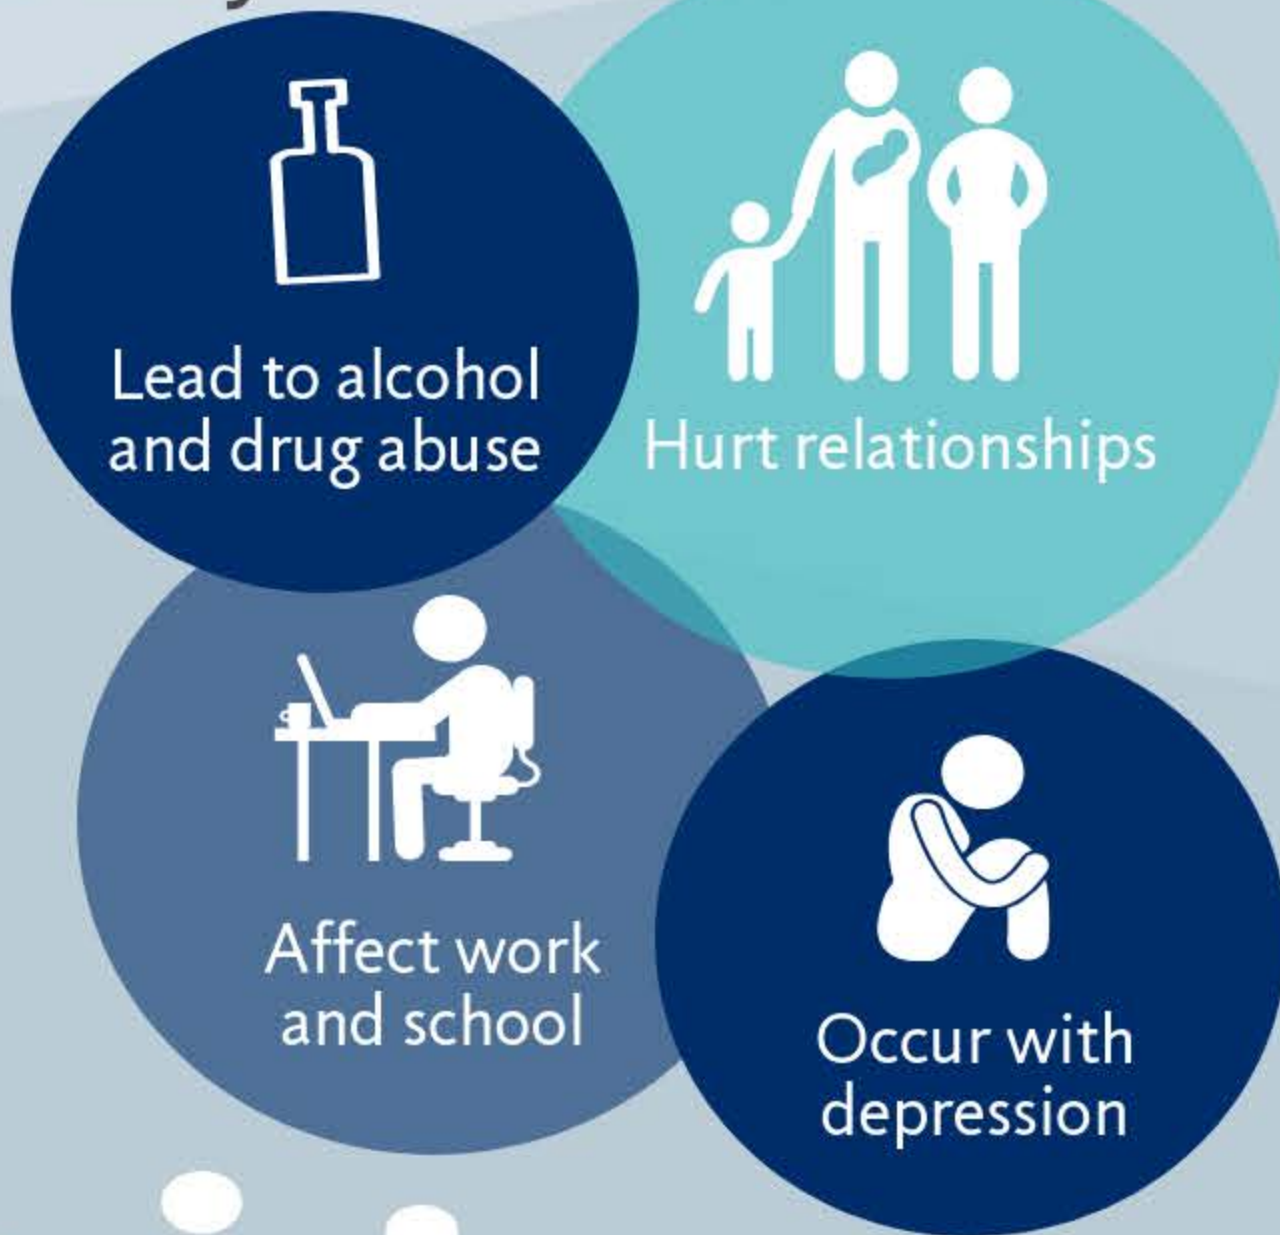 Lead to alcohol
and drug abuse
Hurt relationships
Affect work
and school
Occur with
depression